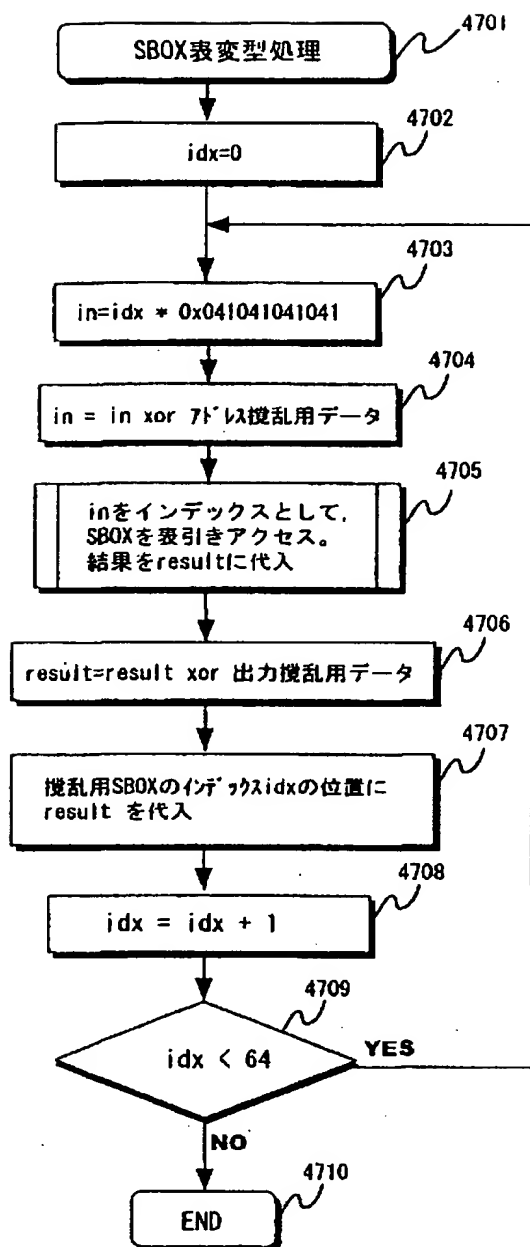 4701
SBOX表変型処理
4702
idx=0
4703
in=idx * 0x041041041041
4704
in = in xor ｱﾄﾞﾚｽ撹乱用データ
4705
inをインデックスとして,
SBOXを表引きアクセス。
結果をresultに代入
4706
result=result xor 出力撹乱用データ
4707
撹乱用SBOXのｲﾝﾃﾞｯｸｽidxの位置に
result を代入
4708
idx = idx + 1
4709
idx < 64
YES
NO
4710
END